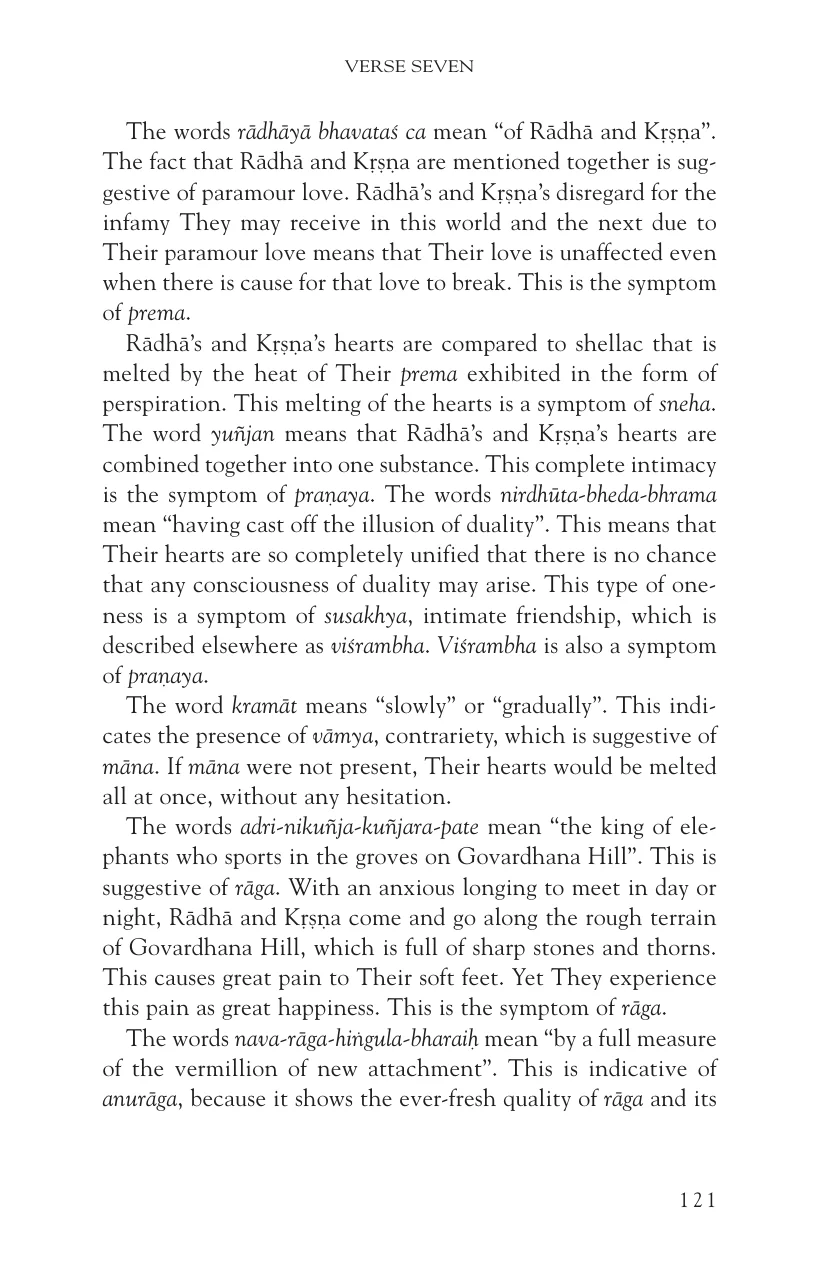 VERSE SEVEN
The words rādhāyā bhavataś ca mean “of Rādhā and Kṛṣṇa”.
The fact that Rādhā and Kṛṣṇa are mentioned together is sug-
gestive of paramour love. Rādhā’s and Kṛṣṇa’s disregard for the
infamy They may receive in this world and the next due to
Their paramour love means that Their love is unaffected even
when there is cause for that love to break. This is the symptom
of prema.
Rādhā’s and Kṛṣṇa’s hearts are compared to shellac that is
melted by the heat of Their prema exhibited in the form of
perspiration. This melting of the hearts is a symptom of sneha.
The word yuñjan means that Rādhā’s and Kṛṣṇa’s hearts are
combined together into one substance. This complete intimacy
is the symptom of praṇaya. The words nirdhūta-bheda-bhrama
mean “having cast off the illusion of duality”. This means that
Their hearts are so completely unified that there is no chance
that any consciousness of duality may arise. This type of one-
ness is a symptom of susakhya, intimate friendship, which is
described elsewhere as viśrambha. Viśrambha is also a symptom
of praṇaya.
The word kramāt means “slowly” or “gradually”. This indi-
cates the presence of vāmya, contrariety, which is suggestive of
māna. If māna were not present, Their hearts would be melted
all at once, without any hesitation.
The words adri-nikuñja-kuñjara-pate mean “the king of ele-
phants who sports in the groves on Govardhana Hill”. This is
suggestive of rāga. With an anxious longing to meet in day or
night, Rādhā and Kṛṣṇa come and go along the rough terrain
of Govardhana Hill, which is full of sharp stones and thorns.
This causes great pain to Their soft feet. Yet They experience
this pain as great happiness. This is the symptom of rāga.
The words nava-rāga-hiṅgula-bharaiḥ mean “by a full measure
of the vermillion of new attachment”. This is indicative of
anurāga, because it shows the ever-fresh quality of rāga and its
121